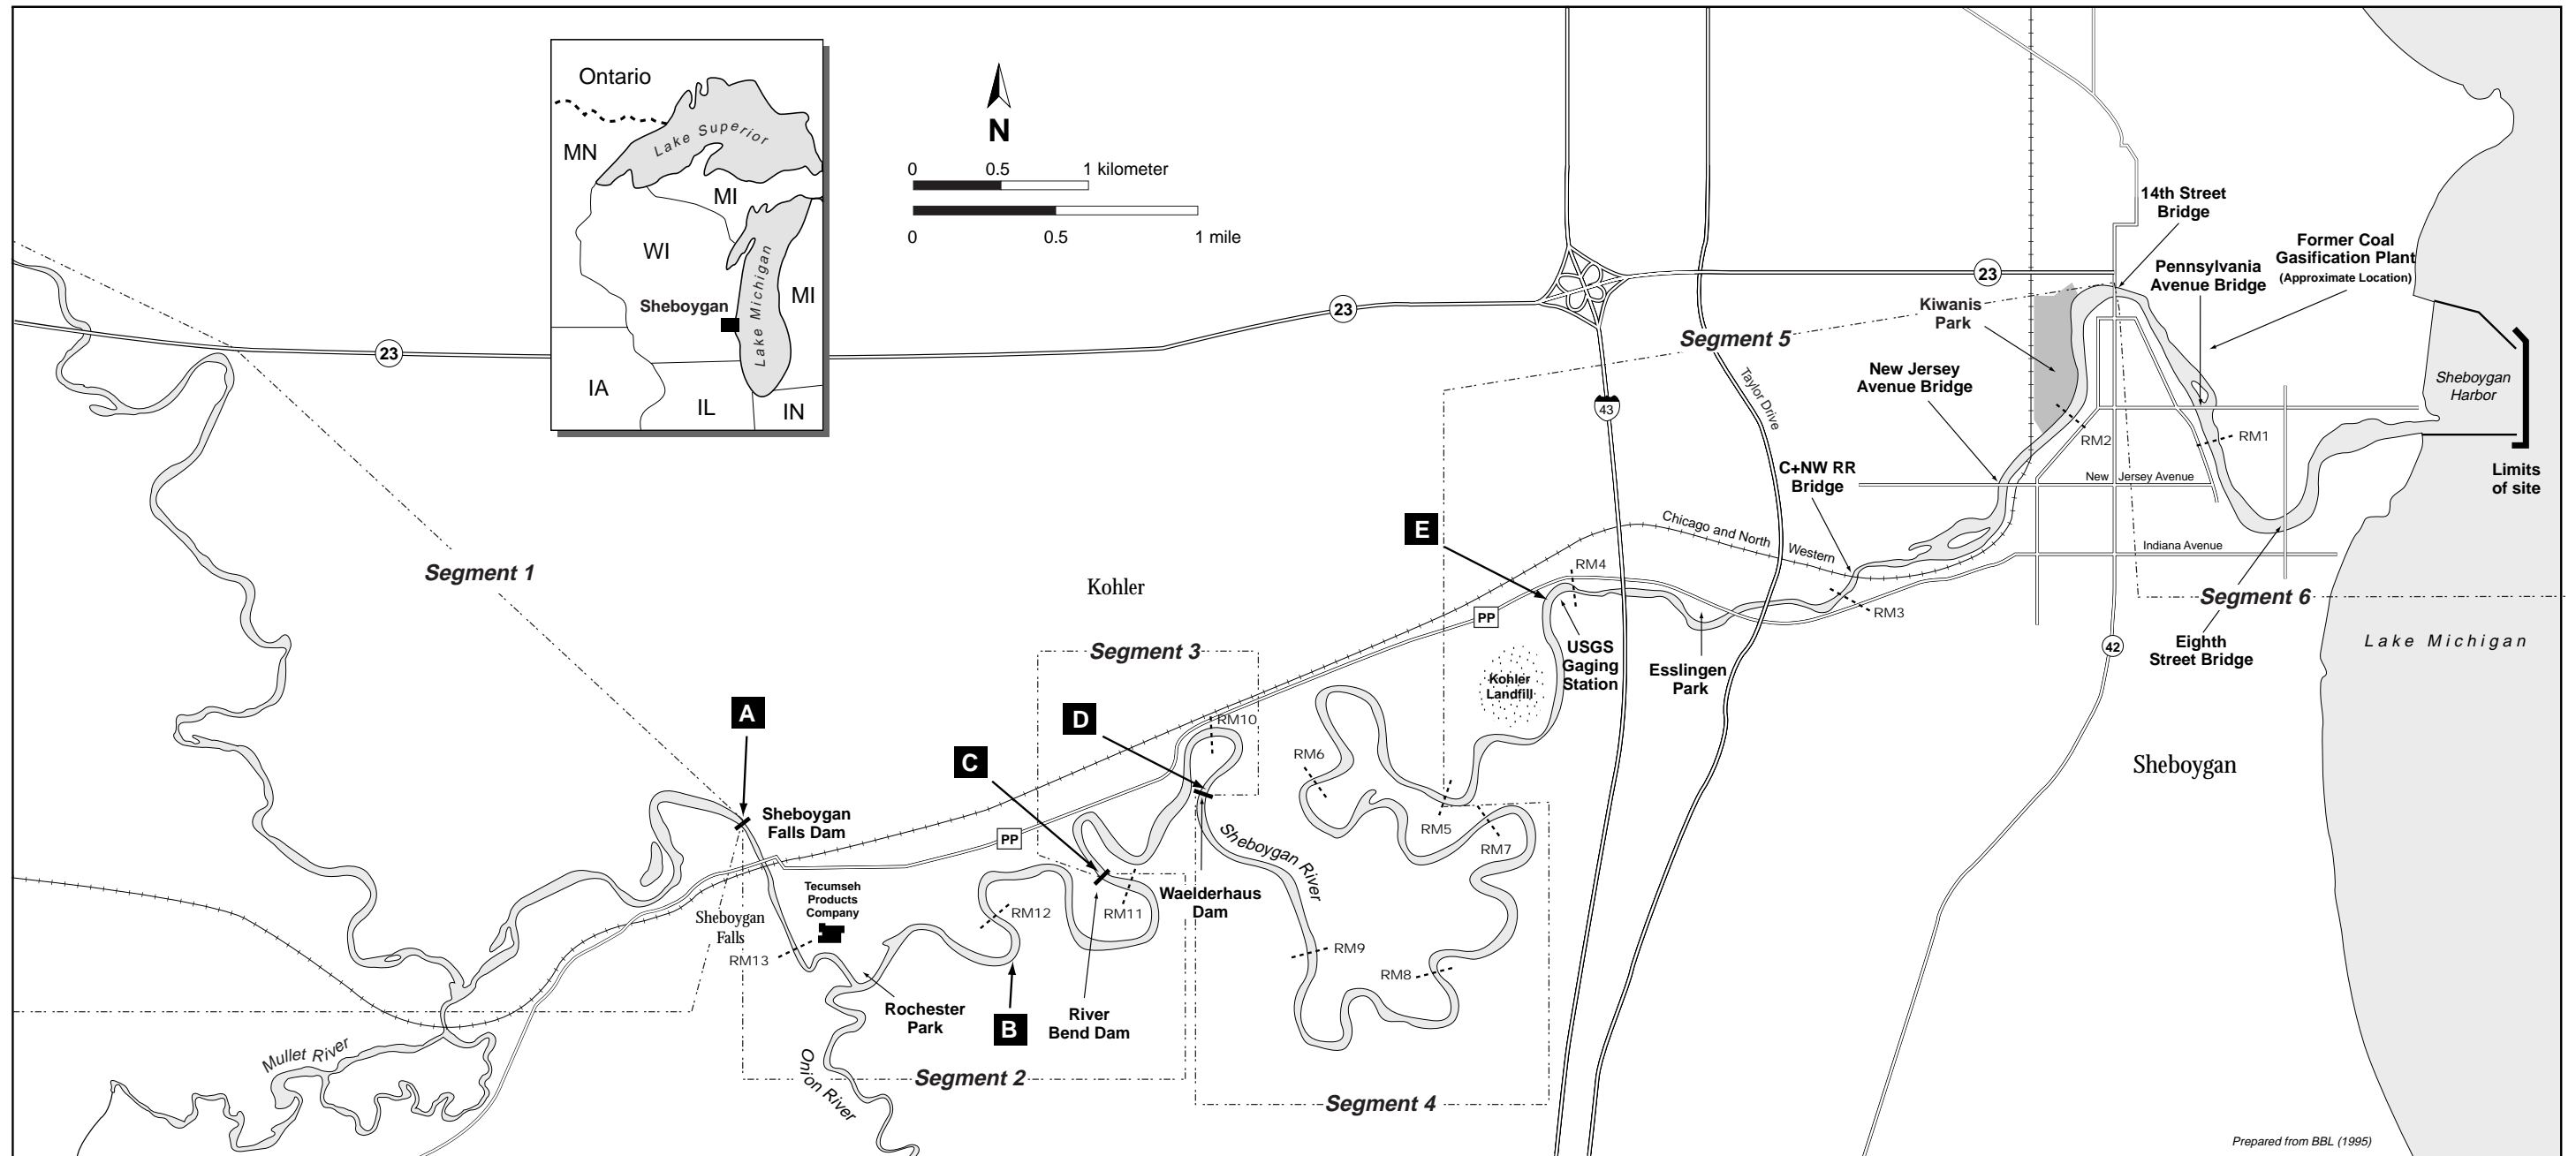 Ontario
Lake Superior
MN
MI
WI
Sheboygan
Lake Michigan
MI
IA
IL
IN
N
0 0.5 1 kilometer
0 0.5 1 mile
14th Street
Bridge
Former Coal
Gasification Plant
(Approximate Location)
Pennsylvania
Avenue Bridge
23
23
23
Kiwanis
Park
Segment 5
New Jersey
Avenue Bridge
Taylor Drive
43
Sheboygan
Harbor
RM2
RM1
C+NW RR
Bridge
New Jersey Avenue
Limits
of site
E
Chicago and North Western
Indiana Avenue
Segment 1
Kohler
RM4
PP
RM3
Segment 6
USGS
Gaging
Station
Esslingen
Park
42
Eighth
Street Bridge
Lake Michigan
Segment 3
Kohler
Landfill
A
D
RM10
C
RM6
Sheboygan
Sheboygan
Falls Dam
PP
RM5
RM7
Sheboygan River
Tecumseh
Products
Company
Sheboygan
Falls
RM12
RM11
Waelderhaus
Dam
RM13
RM9
RM8
Rochester
Park
B
River
Bend Dam
Mullet River
Onion River
Segment 2
Segment 4
Prepared from BBL (1995)